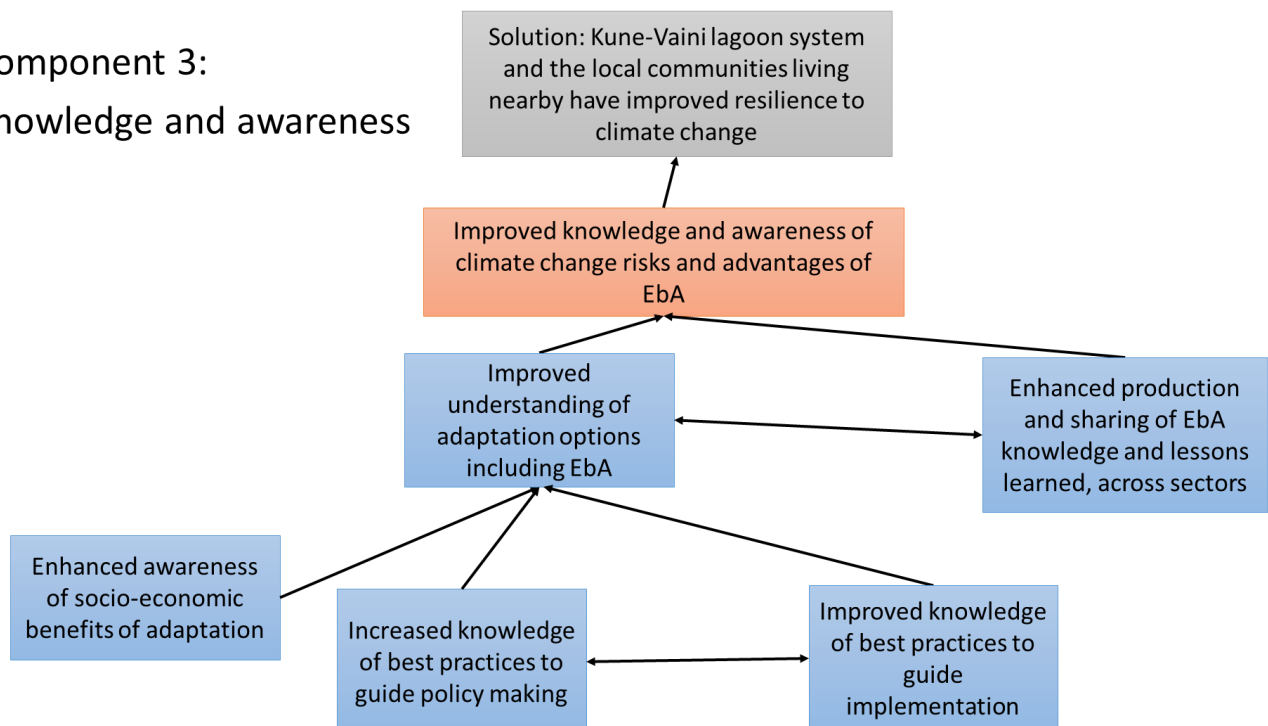 omponent 3:
nowledge and awareness
Solution: Kune-Vaini lagoon system
and the local communities living
nearby have improved resilience to
climate change
Improved knowledge and awareness of
climate change risks and advantages of
EbA
Improved
understanding of
adaptation options
including EbA
Enhanced production
and sharing of EbA
knowledge and lessons
learned, across sectors
Enhanced awareness
of socio-economic
benefits of adaptation
Increased knowledge
of best practices to
guide policy making
Improved knowledge
of best practices to
guide
implementation